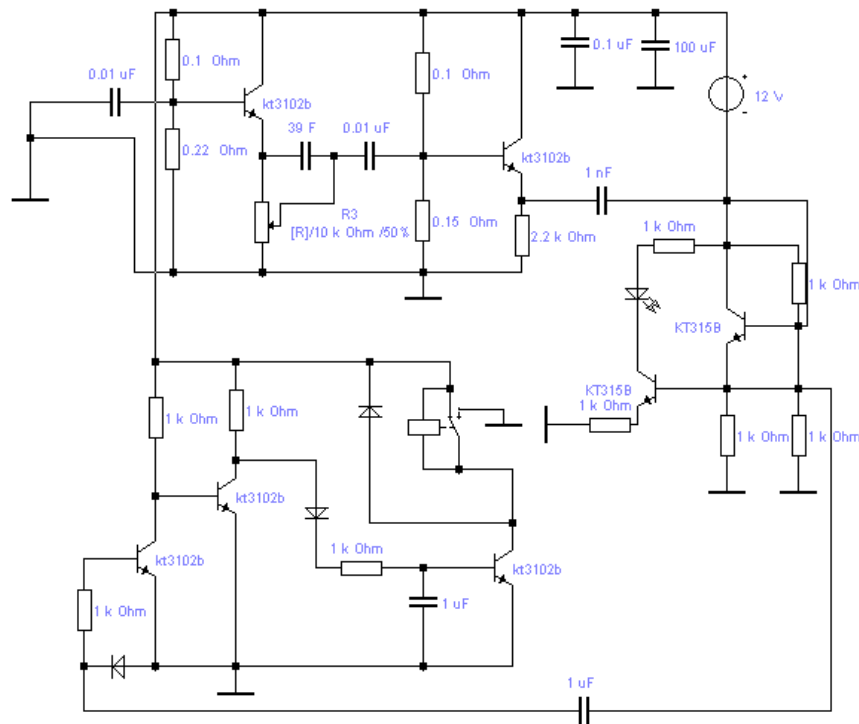 0.1 Ohm
0.01 uF
kt3102b
0.22 Ohm
39 F
0.01 uF
R3
[R]/10 k Ohm /50%
0.1 Ohm
kt3102b
0.15 Ohm
2.2 k Ohm
1 nF
0.1 uF
100 uF
+
12 V
-
1 k Ohm
1 k Ohm
KT315B
KT315B
1 k Ohm
1 k Ohm
1 k Ohm
1 k Ohm
1 k Ohm
kt3102b
kt3102b
1 k Ohm
1 k Ohm
kt3102b
1 uF
1 uF